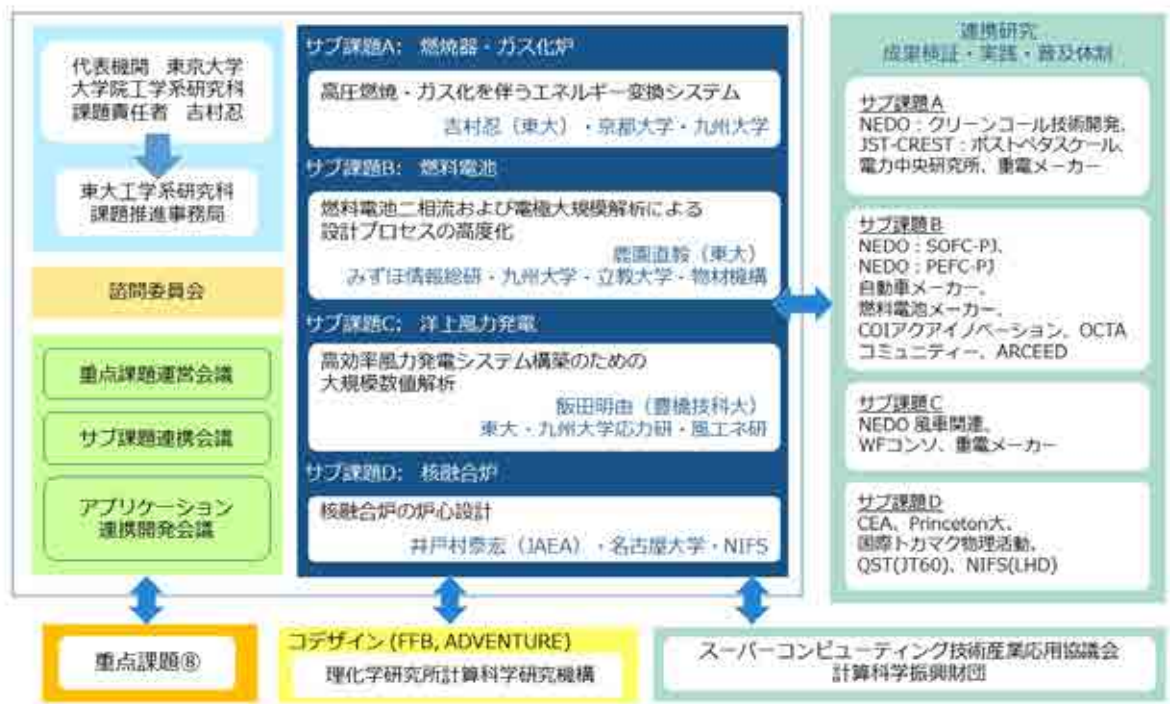 代表機関 東京大学
大学院工学系研究科
課題責任者 吉村忍
東大工学系研究科
課題推進事務局
諮問委員会
重点課題運営会議
サブ課題連携会議
アプリケーション
連携開発会議
サブ課題A: 燃焼器・ガス化炉
高圧燃焼・ガス化を伴うエネルギー変換システム
吉村忍(東大)・京都大学・九州大学
サブ課題B: 燃料電池
燃料電池二相流および電極大規模解析による
設計プロセスの高度化
鹿園直毅(東大)
みずほ情報総研・九州大学・立教大学・物材機構
サブ課題C: 洋上風力発電
高効率風力発電システム構築のための
大規模数値解析
飯田明由(豊橋技科大)
東大・九州大学応力研・風エネ研
サブ課題D: 核融合炉
核融合炉の炉心設計
井戸村泰宏(JAEA)・名古屋大学・NIFS
連携研究
成果検証・実践・普及体制
サブ課題A
NEDO:クリーンコール技術開発、
JST-CREST:ポストペタスケール、
電力中央研究所、重電メーカー
サブ課題B
NEDO:SOFC-PJ、
NEDO:PEFC-PJ
自動車メーカー、
燃料電池メーカー、
COIアクアイノベーション、OCTA
コミュニティー、ARCEED
サブ課題C
NEDO 風車関連、
WFコンソ、重電メーカー
サブ課題D
CEA、Princeton大、
国際トカマク物理活動、
QST(JT60)、NIFS(LHD)
重点課題⑧
コデザイン (FFB, ADVENTURE)
理化学研究所計算科学研究機構
スーパーコンピューティング技術産業応用協議会
計算科学振興財団